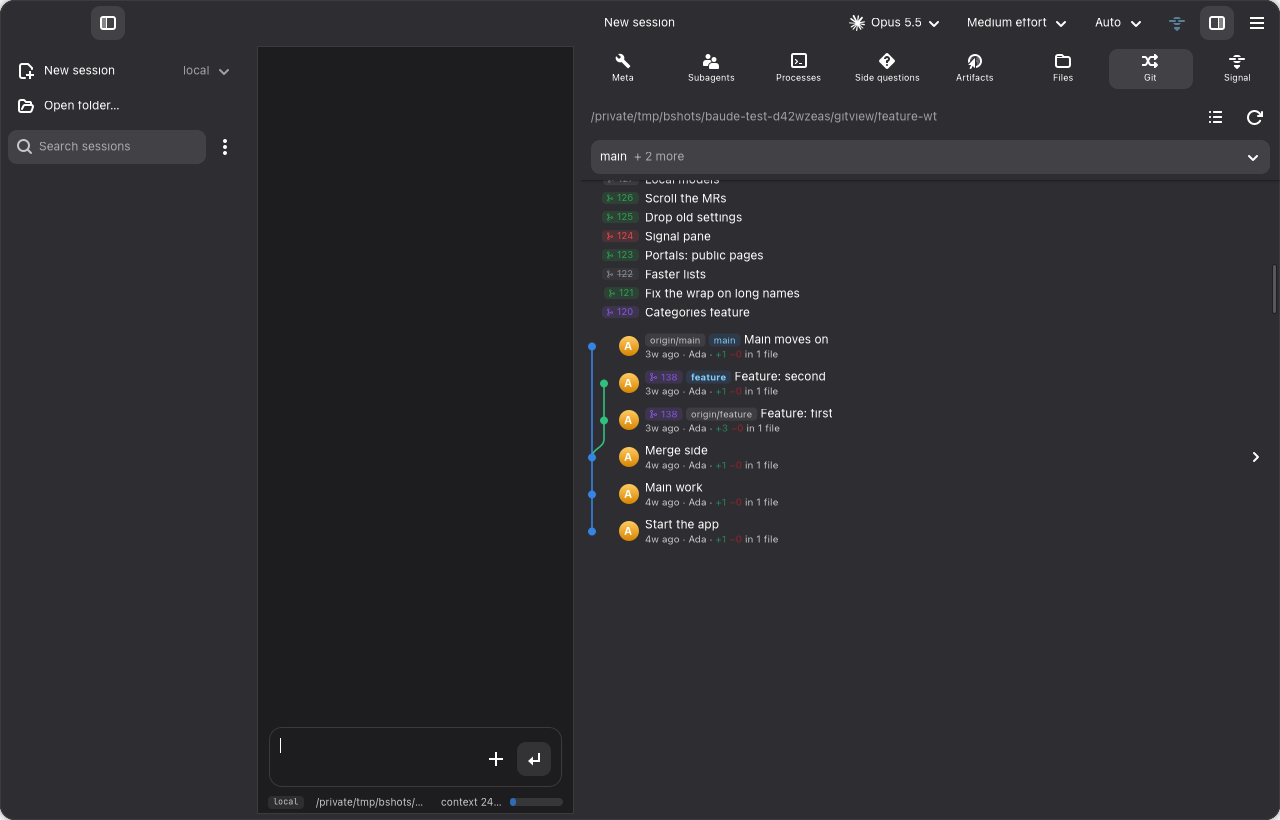 New session
Opus 5.5
Medium effort
Auto
New session
local
Open folder...
Search sessions
Meta
Subagents
Processes
Side questions
Artifacts
Files
Git
Signal
/private/tmp/bshots/baude-test-d42wzeas/gitview/feature-wt
main + 2 more
Local models
126 Scroll the MRs
125 Drop old settings
124 Signal pane
123 Portals: public pages
122 Faster lists
121 Fix the wrap on long names
120 Categories feature
origin/main main Main moves on
3w ago · Ada · +1 −0 in 1 file
138 feature Feature: second
3w ago · Ada · +1 −0 in 1 file
138 origin/feature Feature: first
3w ago · Ada · +3 −0 in 1 file
Merge side
4w ago · Ada · +1 −0 in 1 file
Main work
4w ago · Ada · +1 −0 in 1 file
Start the app
4w ago · Ada · +1 −0 in 1 file
A
A
A
A
A
A
local /private/tmp/bshots/... context 24...